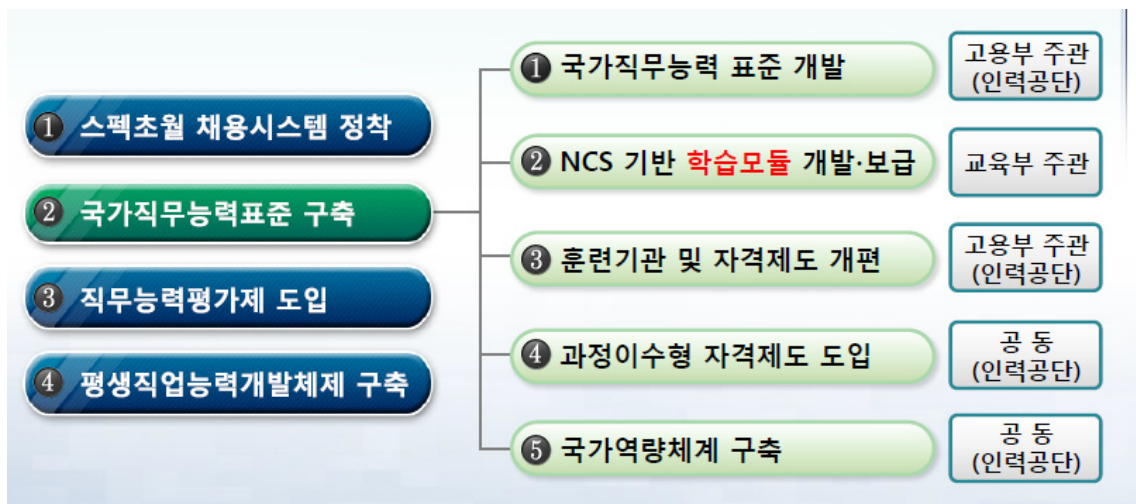 ❶ 스펙초월 채용시스템 정착
❷ 국가직무능력표준 구축
❸ 직무능력평가제 도입
❹ 평생직업능력개발체제 구축
❶ 국가직무능력 표준 개발
고용부 주관
(인력공단)
❷ NCS 기반 학습모듈 개발·보급
교육부 주관
❸ 훈련기관 및 자격제도 개편
고용부 주관
(인력공단)
❹ 과정이수형 자격제도 도입
공 동
(인력공단)
❺ 국가역량체계 구축
공 동
(인력공단)